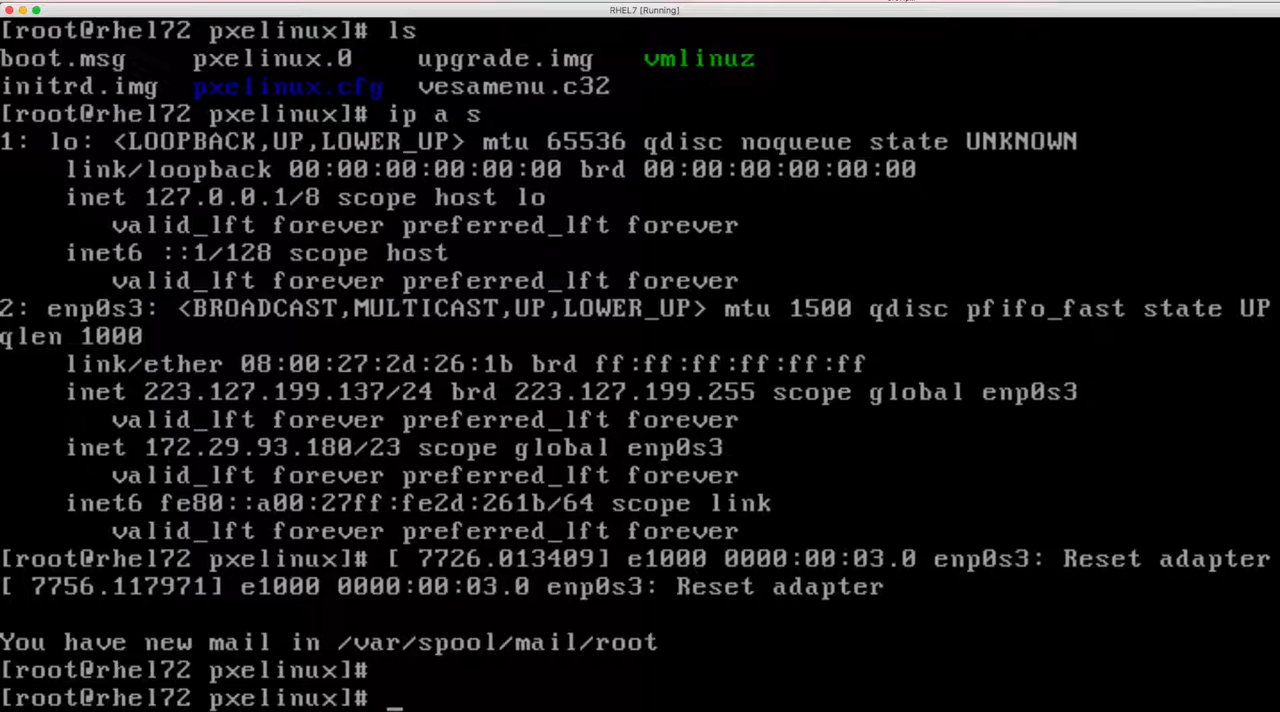 RHEL7 [Running]
[root@rhel72 pxelinux]# ls
boot.msg pxelinux.0 upgrade.img vmlinuz
initrd.img pxelinux.cfg vesamenu.c32
[root@rhel72 pxelinux]# ip a s
1: lo: <LOOPBACK,UP,LOWER_UP> mtu 65536 qdisc noqueue state UNKNOWN
link/loopback 00:00:00:00:00:00 brd 00:00:00:00:00:00
inet 127.0.0.1/8 scope host lo
valid_lft forever preferred_lft forever
inet6 ::1/128 scope host
valid_lft forever preferred_lft forever
2: enp0s3: <BROADCAST,MULTICAST,UP,LOWER_UP> mtu 1500 qdisc pfifo_fast state UP
qlen 1000
link/ether 08:00:27:2d:26:1b brd ff:ff:ff:ff:ff:ff
inet 223.127.199.137/24 brd 223.127.199.255 scope global enp0s3
valid_lft forever preferred_lft forever
inet 172.29.93.180/23 scope global enp0s3
valid_lft forever preferred_lft forever
inet6 fe80::a00:27ff:fe2d:261b/64 scope link
valid_lft forever preferred_lft forever
[root@rhel72 pxelinux]# [ 7726.013409] e1000 0000:00:03.0 enp0s3: Reset adapter
[ 7756.117971] e1000 0000:00:03.0 enp0s3: Reset adapter
You have new mail in /var/spool/mail/root
[root@rhel72 pxelinux]#
[root@rhel72 pxelinux]# _